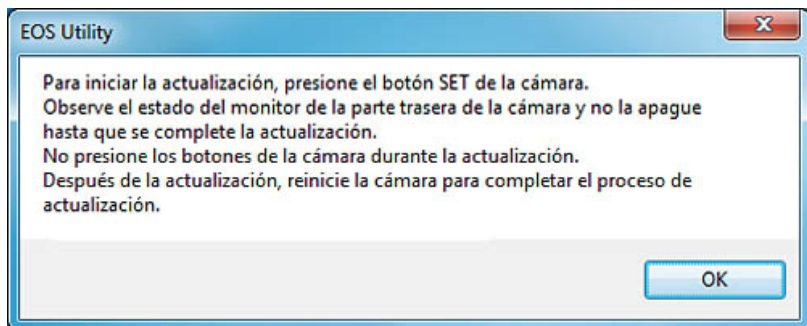 EOS Utility
Para iniciar la actualización, presione el botón SET de la cámara.
Observe el estado del monitor de la parte trasera de la cámara y no la apague
hasta que se complete la actualización.
No presione los botones de la cámara durante la actualización.
Después de la actualización, reinicie la cámara para completar el proceso de
actualización.
OK